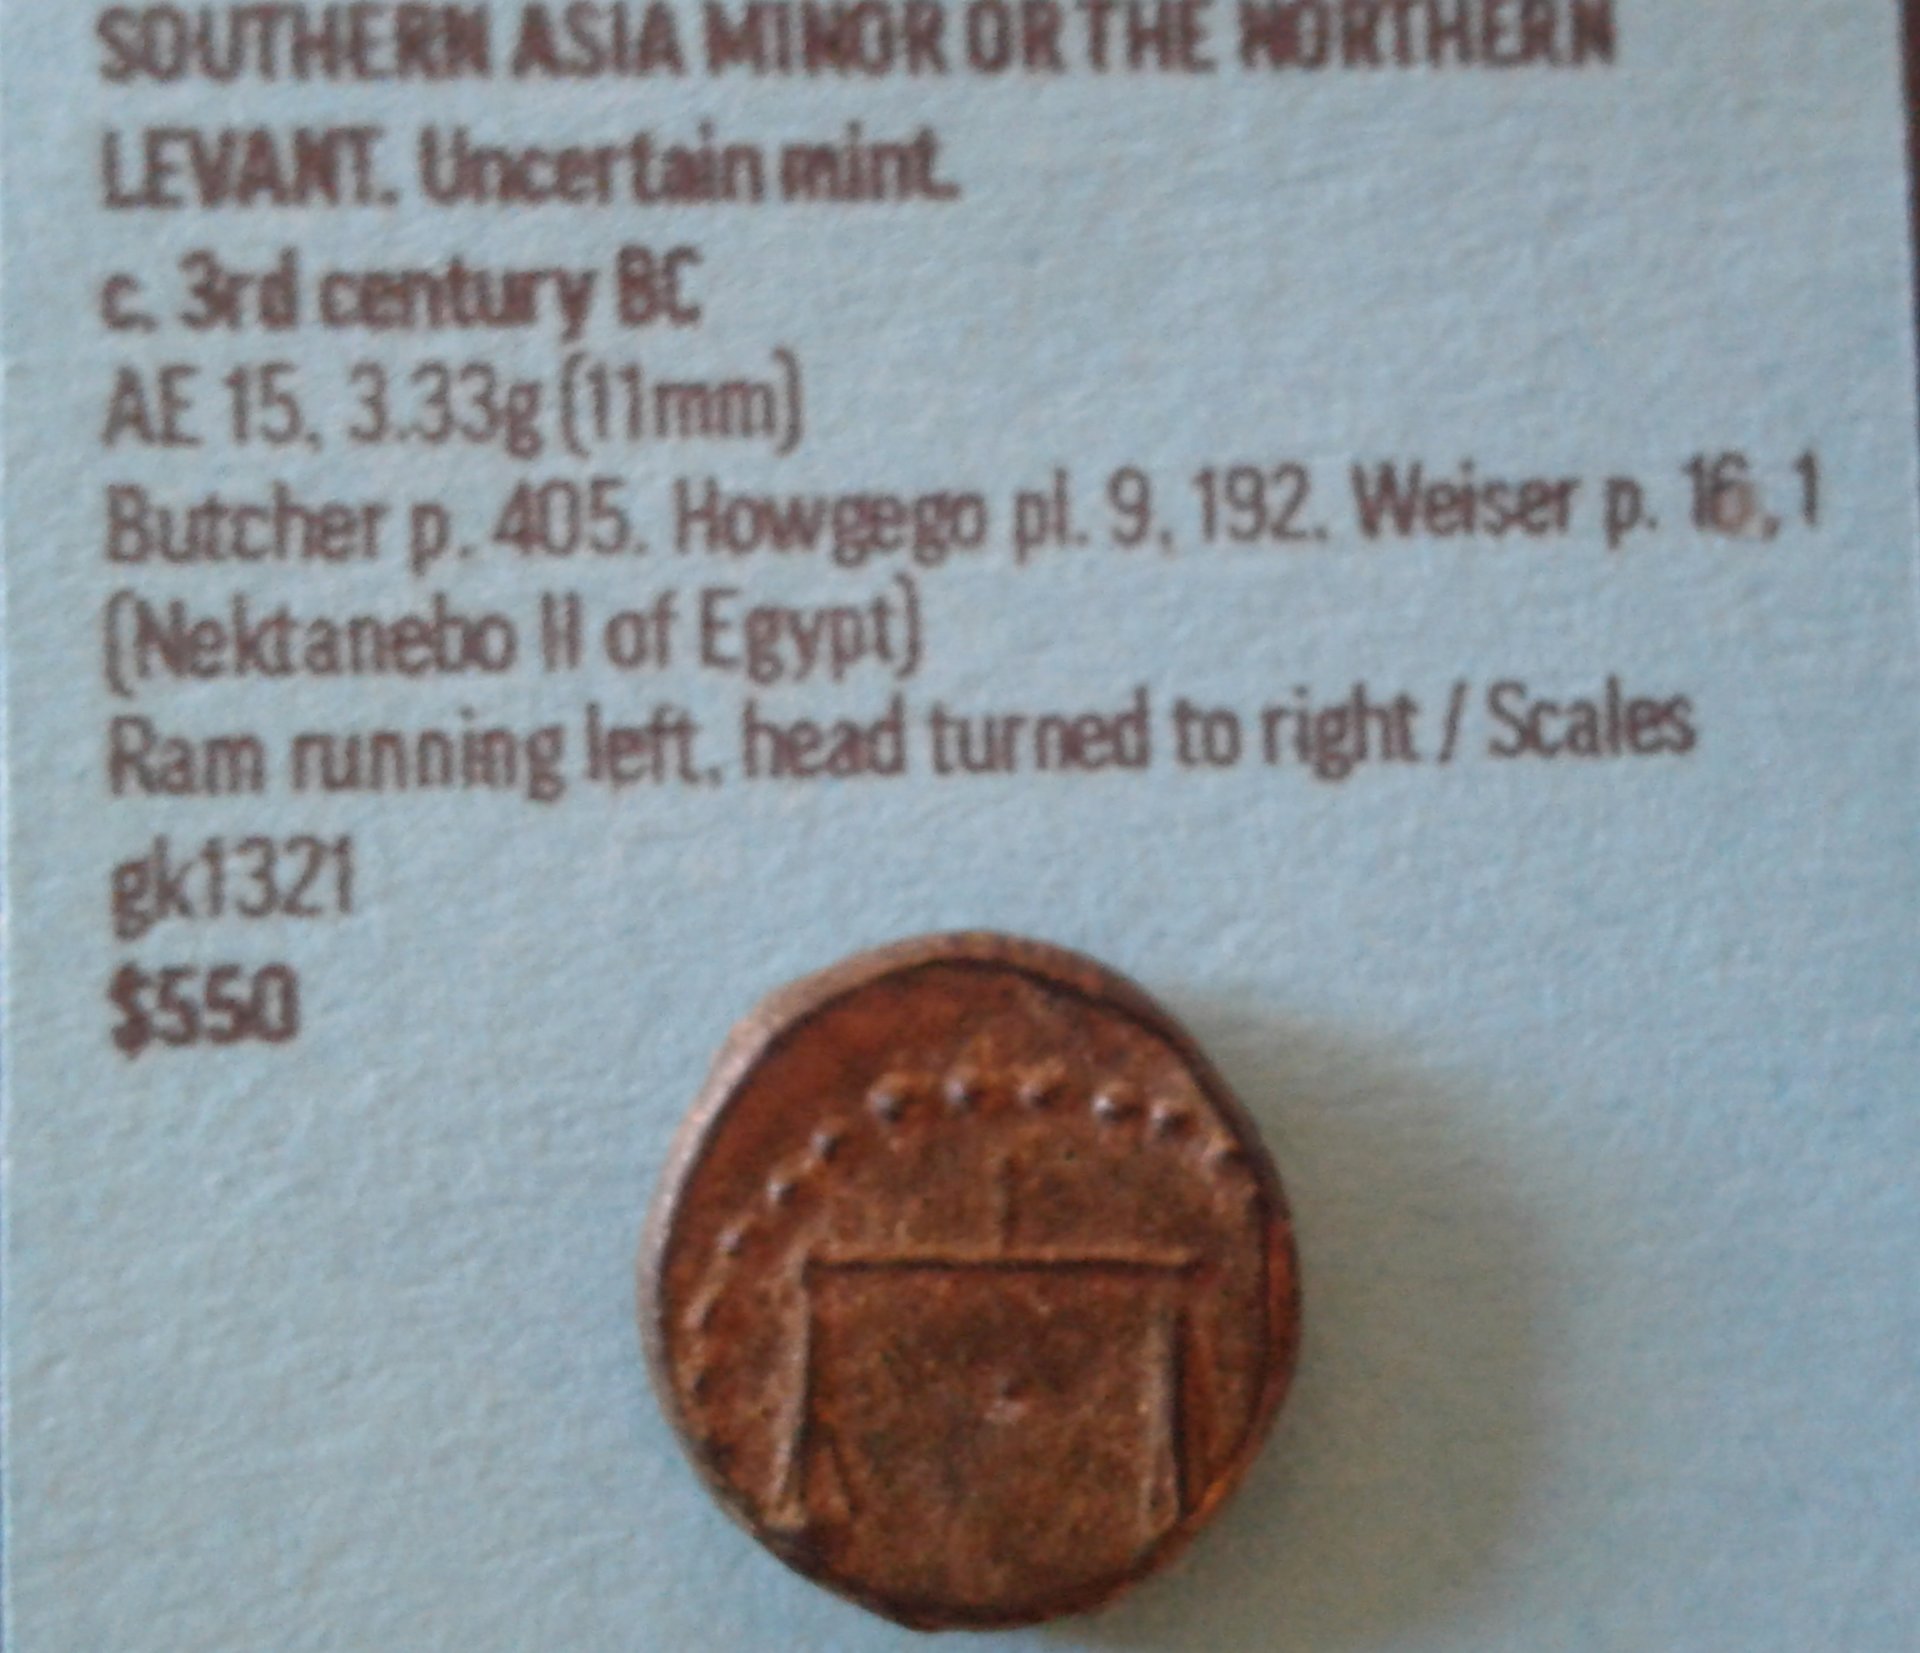 SOUTHERN ASIA MINOR OR THE NORTHERN
LEVANT. Uncertain mint.
c. 3rd century BC
AE 15, 3.33g (11mm)
Butcher p. 405. Howgego pl. 9, 192. Weiser p. 16, 1
(Nektanebo II of Egypt)
Ram running left, head turned to right / Scales
gk1321
$550